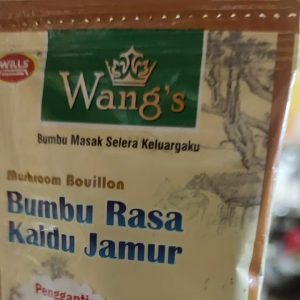 WILLS
Wang's
Bumbu Masak Selera Keluargaku
Mushroom Bouillon
Bumbu Rasa
Kaldu Jamur
Pengganti